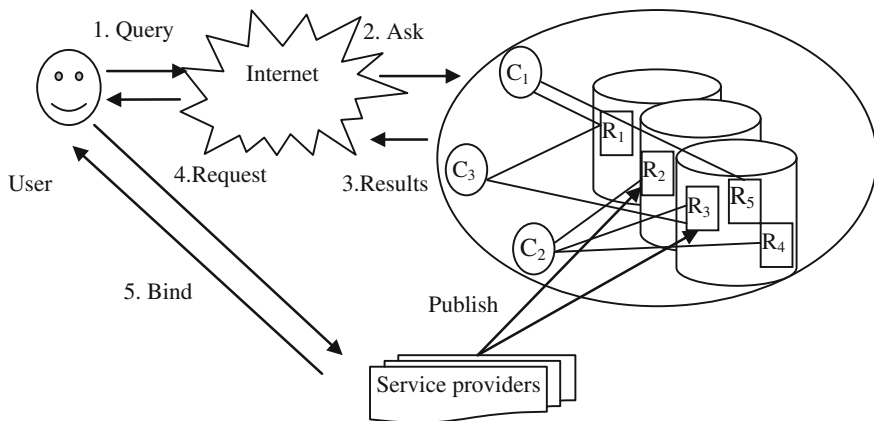 1. Query
2. Ask
Internet
C₁
R₁
User
4.Request
3.Results
C₃
R₂
R₃
R₅
C₂
R₄
5. Bind
Publish
Service providers